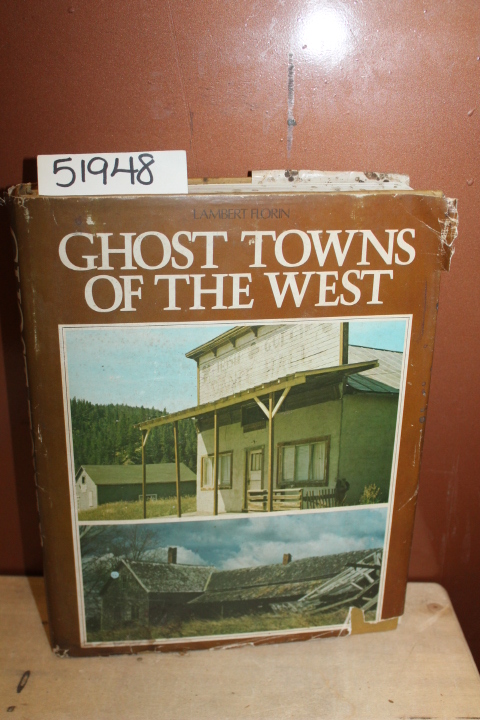 51948
LAMBERT FLORIN
GHOST TOWNS
OF THE WEST